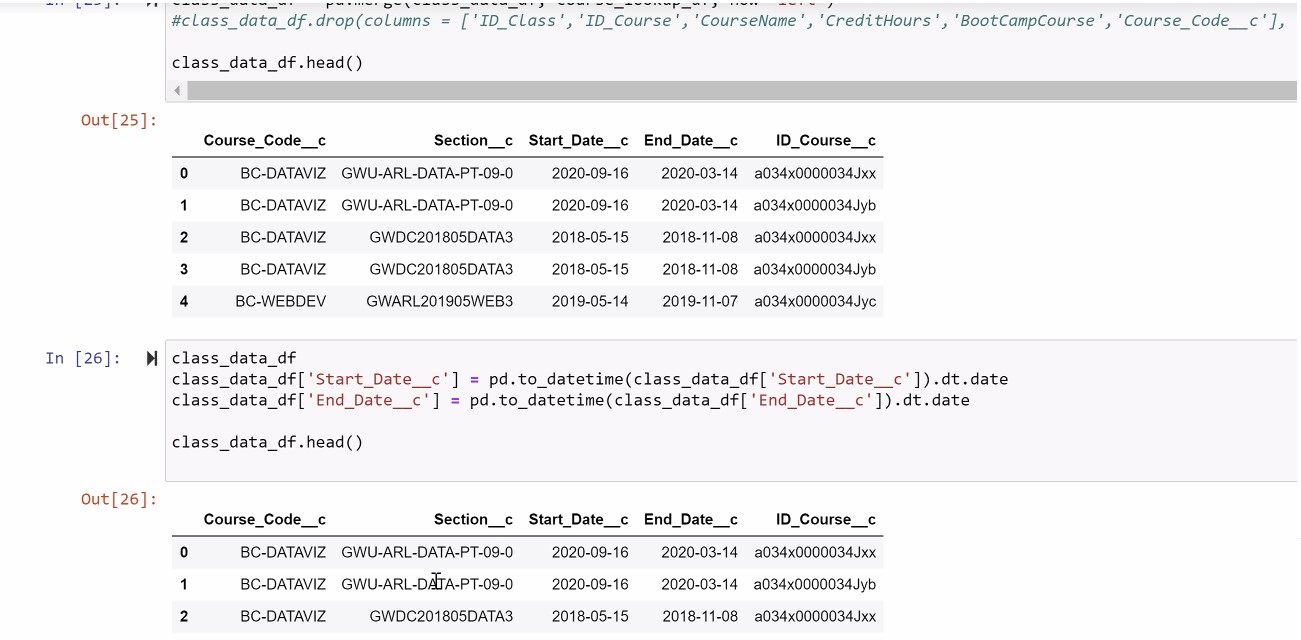 In [25]: class_data_df = pd.merge(class_data_df, course_lookup_df, how='left')
#class_data_df.drop(columns = ['ID_Class','ID_Course','CourseName','CreditHours','BootCampCourse','Course_Code__c'],
class_data_df.head()
Out[25]:
Course_Code__c Section__c Start_Date__c End_Date__c ID_Course__c
0 BC-DATAVIZ GWU-ARL-DATA-PT-09-0 2020-09-16 2020-03-14 a034x0000034Jxx
1 BC-DATAVIZ GWU-ARL-DATA-PT-09-0 2020-09-16 2020-03-14 a034x0000034Jyb
2 BC-DATAVIZ GWDC201805DATA3 2018-05-15 2018-11-08 a034x0000034Jxx
3 BC-DATAVIZ GWDC201805DATA3 2018-05-15 2018-11-08 a034x0000034Jyb
4 BC-WEBDEV GWARL201905WEB3 2019-05-14 2019-11-07 a034x0000034Jyc
In [26]: class_data_df
class_data_df['Start_Date__c'] = pd.to_datetime(class_data_df['Start_Date__c']).dt.date
class_data_df['End_Date__c'] = pd.to_datetime(class_data_df['End_Date__c']).dt.date
class_data_df.head()
Out[26]:
Course_Code__c Section__c Start_Date__c End_Date__c ID_Course__c
0 BC-DATAVIZ GWU-ARL-DATA-PT-09-0 2020-09-16 2020-03-14 a034x0000034Jxx
1 BC-DATAVIZ GWU-ARL-DATA-PT-09-0 2020-09-16 2020-03-14 a034x0000034Jyb
2 BC-DATAVIZ GWDC201805DATA3 2018-05-15 2018-11-08 a034x0000034Jxx